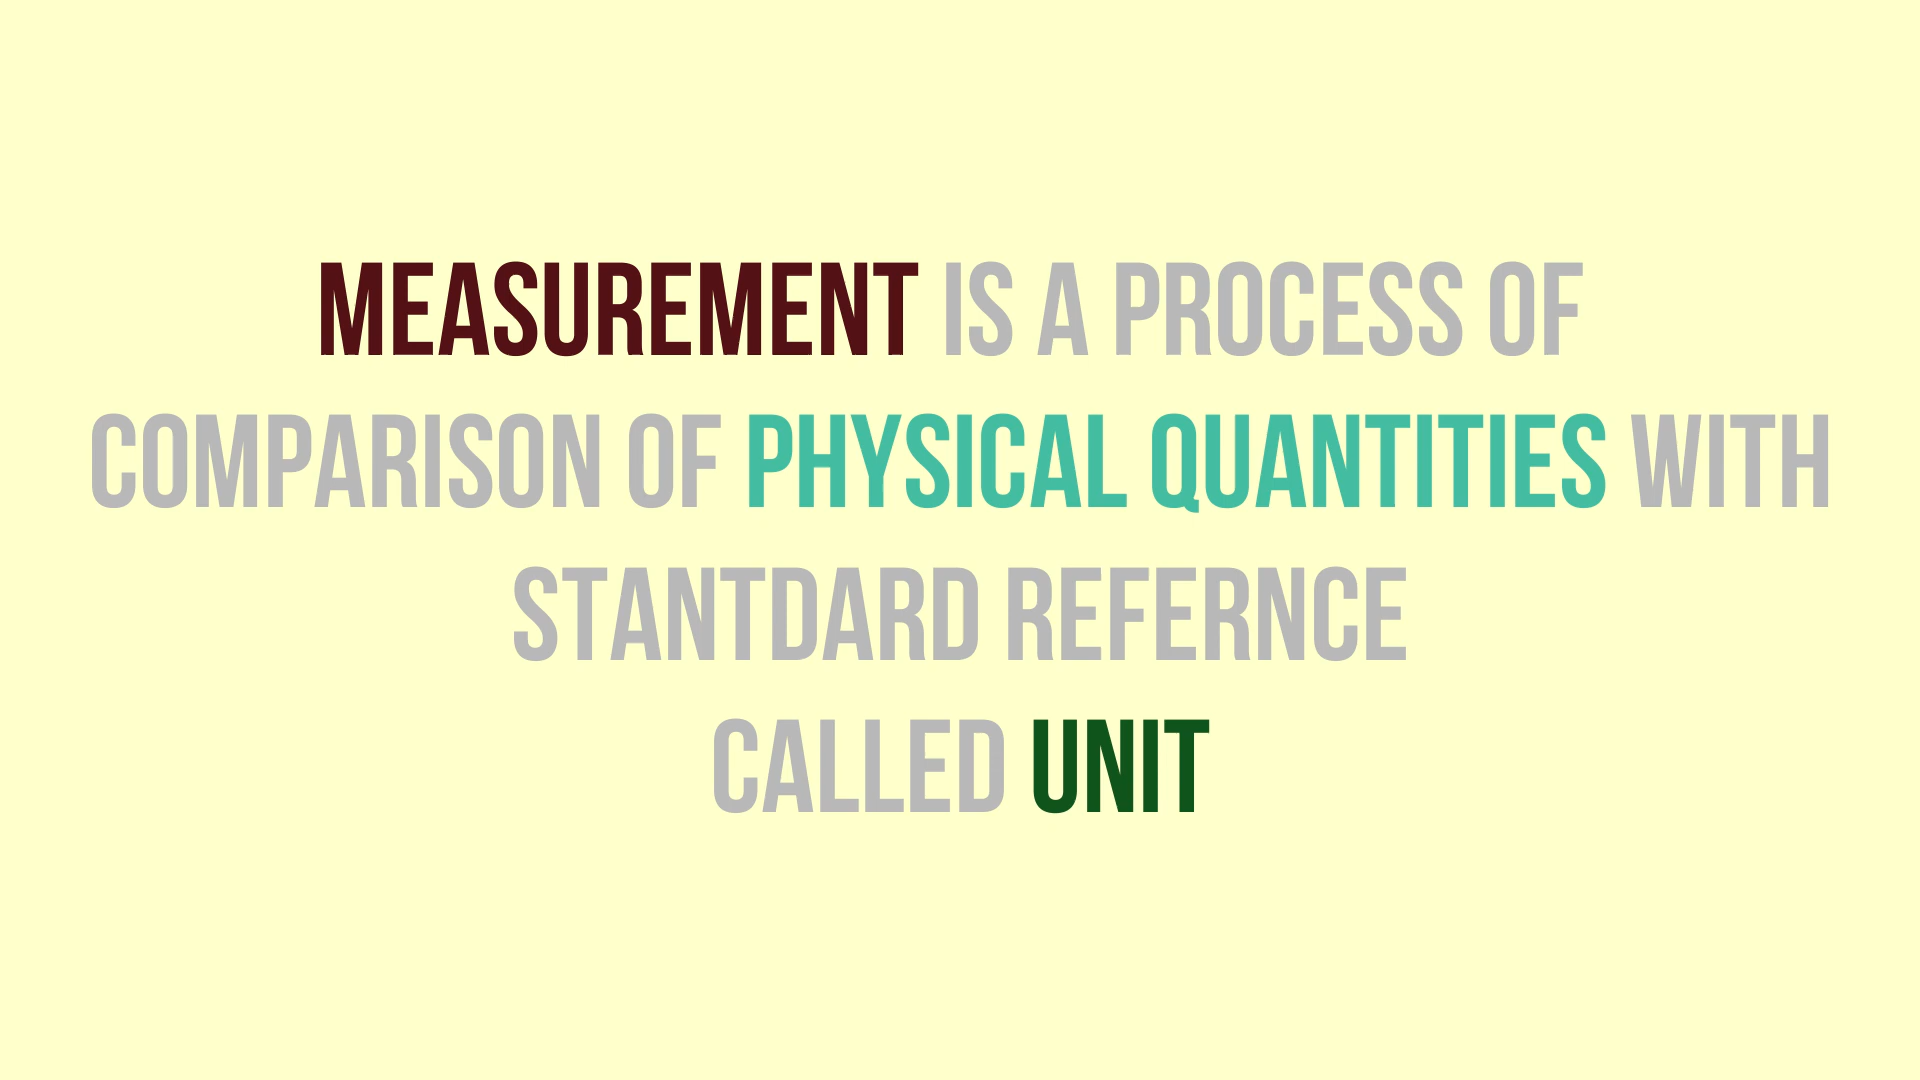 MEASUREMENT IS A PROCESS OF
COMPARISON OF PHYSICAL QUANTITIES WITH
STANTDARD REFERNCE
CALLED UNIT